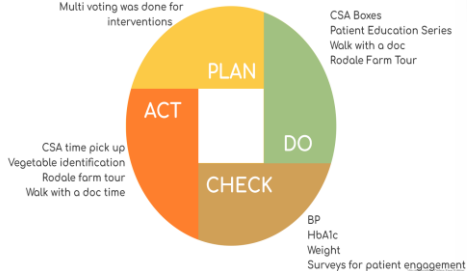 Multi voting was done for
interventions
PLAN
CSA Boxes
Patient Education Series
Walk with a doc
Rodale Farm Tour
DO
ACT
CSA time pick up
Vegetable identification
Rodale farm tour
Walk with a doc time
CHECK
BP
HbA1c
Weight
Surveys for patient engagement